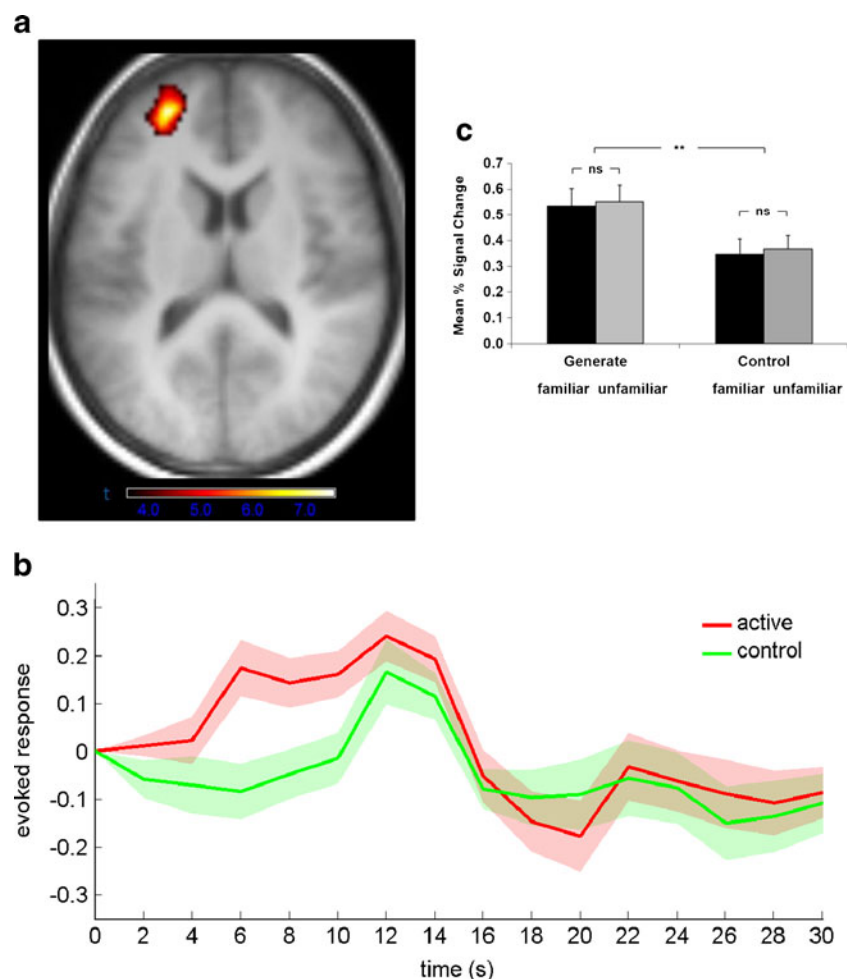 a
t
4.0 5.0 6.0 7.0
c
**
ns
ns
Mean % Signal Change
0.7
0.6
0.5
0.4
0.3
0.2
0.1
0.0
Generate Control
familiar unfamiliar familiar unfamiliar
b
evoked response
0.3
0.2
0.1
0
-0.1
-0.2
-0.3
active
control
0 2 4 6 8 10 12 14 16 18 20 22 24 26 28 30
time (s)